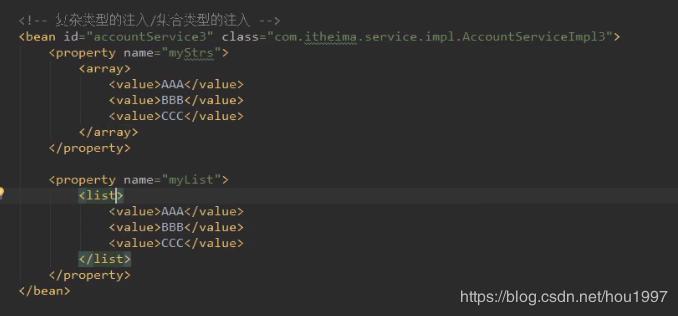 <!-- 复杂类型的注入/集合类型的注入 -->
<bean id="accountService3" class="com.itheima.service.impl.AccountServiceImpl3">
<property name="myStrs">
<array>
<value>AAA</value>
<value>BBB</value>
<value>CCC</value>
</array>
</property>
<property name="myList">
<list>
<value>AAA</value>
<value>BBB</value>
<value>CCC</value>
</list>
</property>
</bean>
https://blog.csdn.net/hou1997